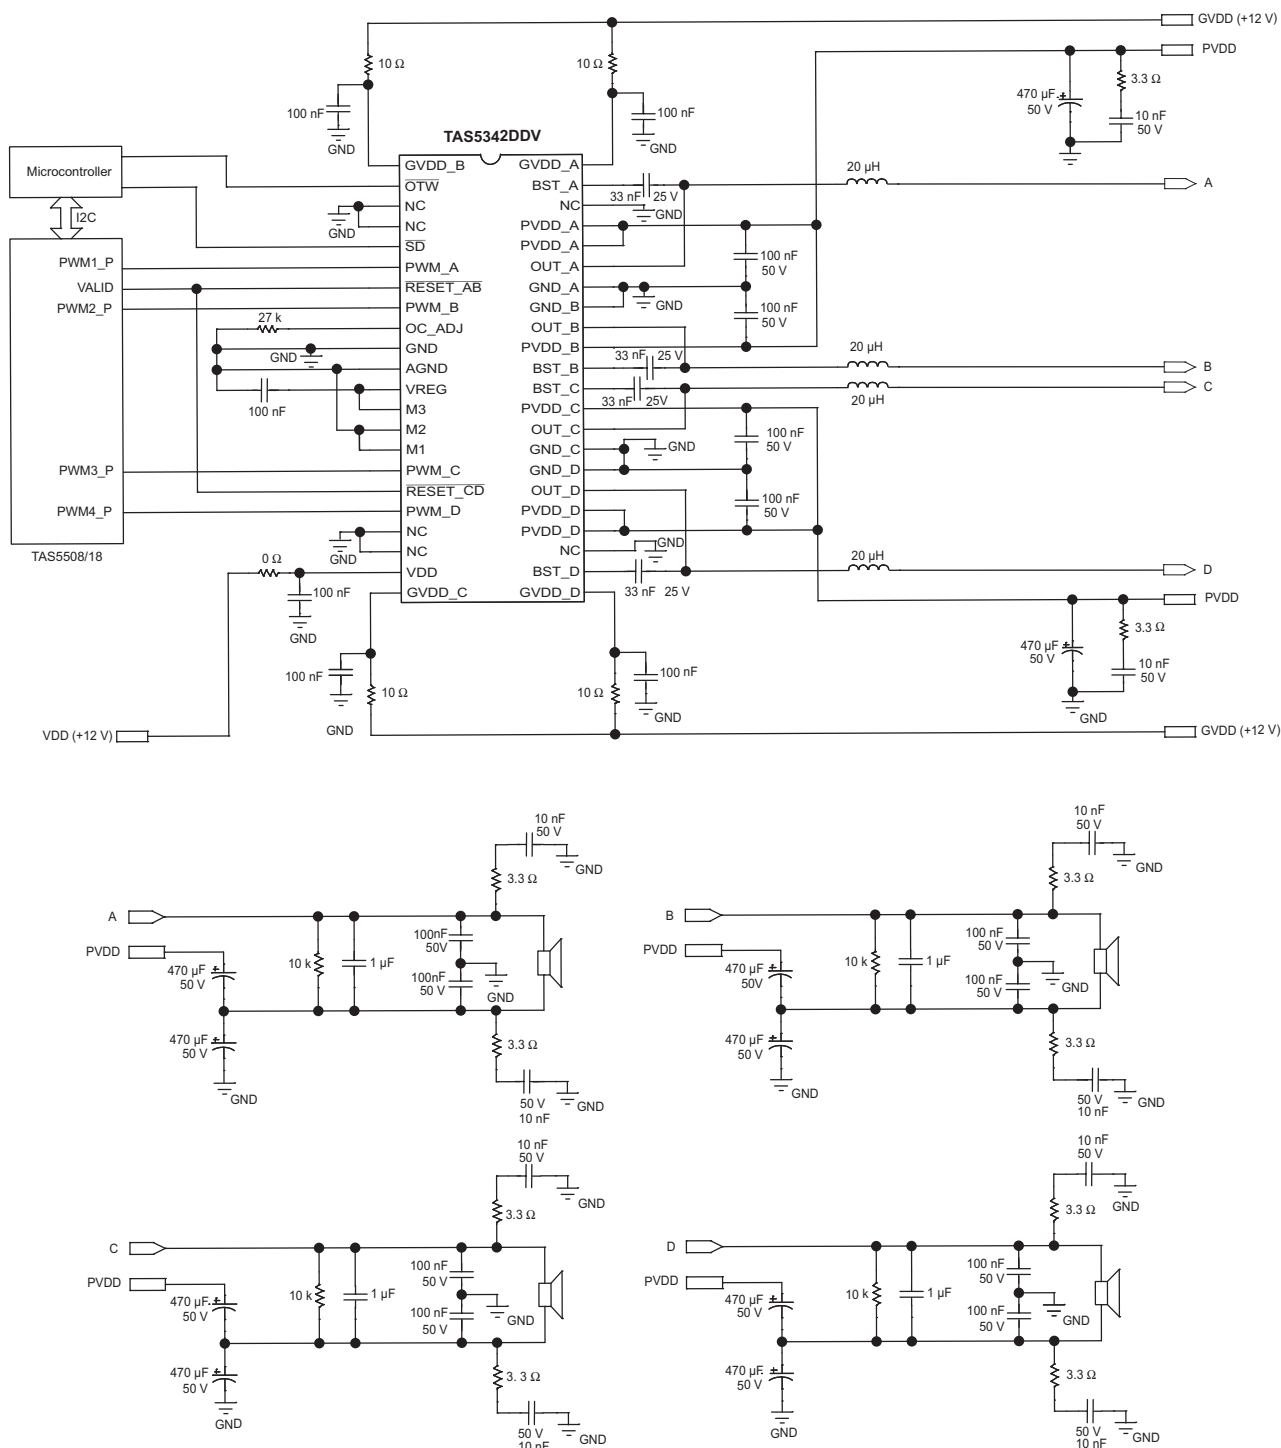 GVDD (+12 V)
PVDD
10 Ω
10 Ω
3.3 Ω
470 µF
50 V
10 nF
50 V
100 nF
GND
100 nF
GND
TAS5342DDV
Microcontroller
I2C
GVDD_B
OTW
NC
NC
SD
PWM_A
RESET_AB
PWM_B
OC_ADJ
GND
AGND
VREG
M3
M2
M1
PWM_C
RESET_CD
PWM_D
NC
NC
VDD
GVDD_C
GVDD_A
BST_A
NC
PVDD_A
PVDD_A
OUT_A
GND_A
GND_B
OUT_B
PVDD_B
BST_B
BST_C
PVDD_C
OUT_C
GND_C
GND_D
OUT_D
PVDD_D
PVDD_D
NC
BST_D
GVDD_D
PWM1_P
VALID
PWM2_P
PWM3_P
PWM4_P
TAS5508/18
GND
27 k
GND
100 nF
GND
0 Ω
100 nF
GND
100 nF
10 Ω
GND
VDD (+12 V)
33 nF 25 V
GND
20 µH
A
100 nF
50 V
GND
100 nF
50 V
33 nF 25 V
20 µH
B
33 nF 25V
20 µH
C
100 nF
50 V
GND
100 nF
50 V
GND
33 nF 25 V
20 µH
D
PVDD
3.3 Ω
470 µF
50 V
10 nF
50 V
GND
100 nF
10 Ω
GND
GVDD (+12 V)
10 nF
50 V
GND
3.3 Ω
A
PVDD
470 µF
50 V
10 k
1 µF
100nF
50V
100nF
50 V
GND
470 µF
50 V
GND
3.3 Ω
50 V
10 nF
GND
10 nF
50 V
GND
3.3 Ω
B
PVDD
470 µF
50V
10 k
1 µF
100 nF
50 V
100 nF
50 V
GND
470 µF
50 V
GND
3.3 Ω
50 V
10 nF
GND
10 nF
50 V
GND
3.3 Ω
C
PVDD
470 µF
50 V
10 k
1 µF
100 nF
50 V
100 nF
50 V
GND
470 µF
50 V
GND
3. 3 Ω
50 V
10 nF
GND
10 nF
50 V
GND
3.3 Ω
D
PVDD
470 µF
50 V
10 k
1 µF
100 nF
50 V
100 nF
50 V
GND
470 µF
50 V
GND
3.3 Ω
50 V
10 nF
GND